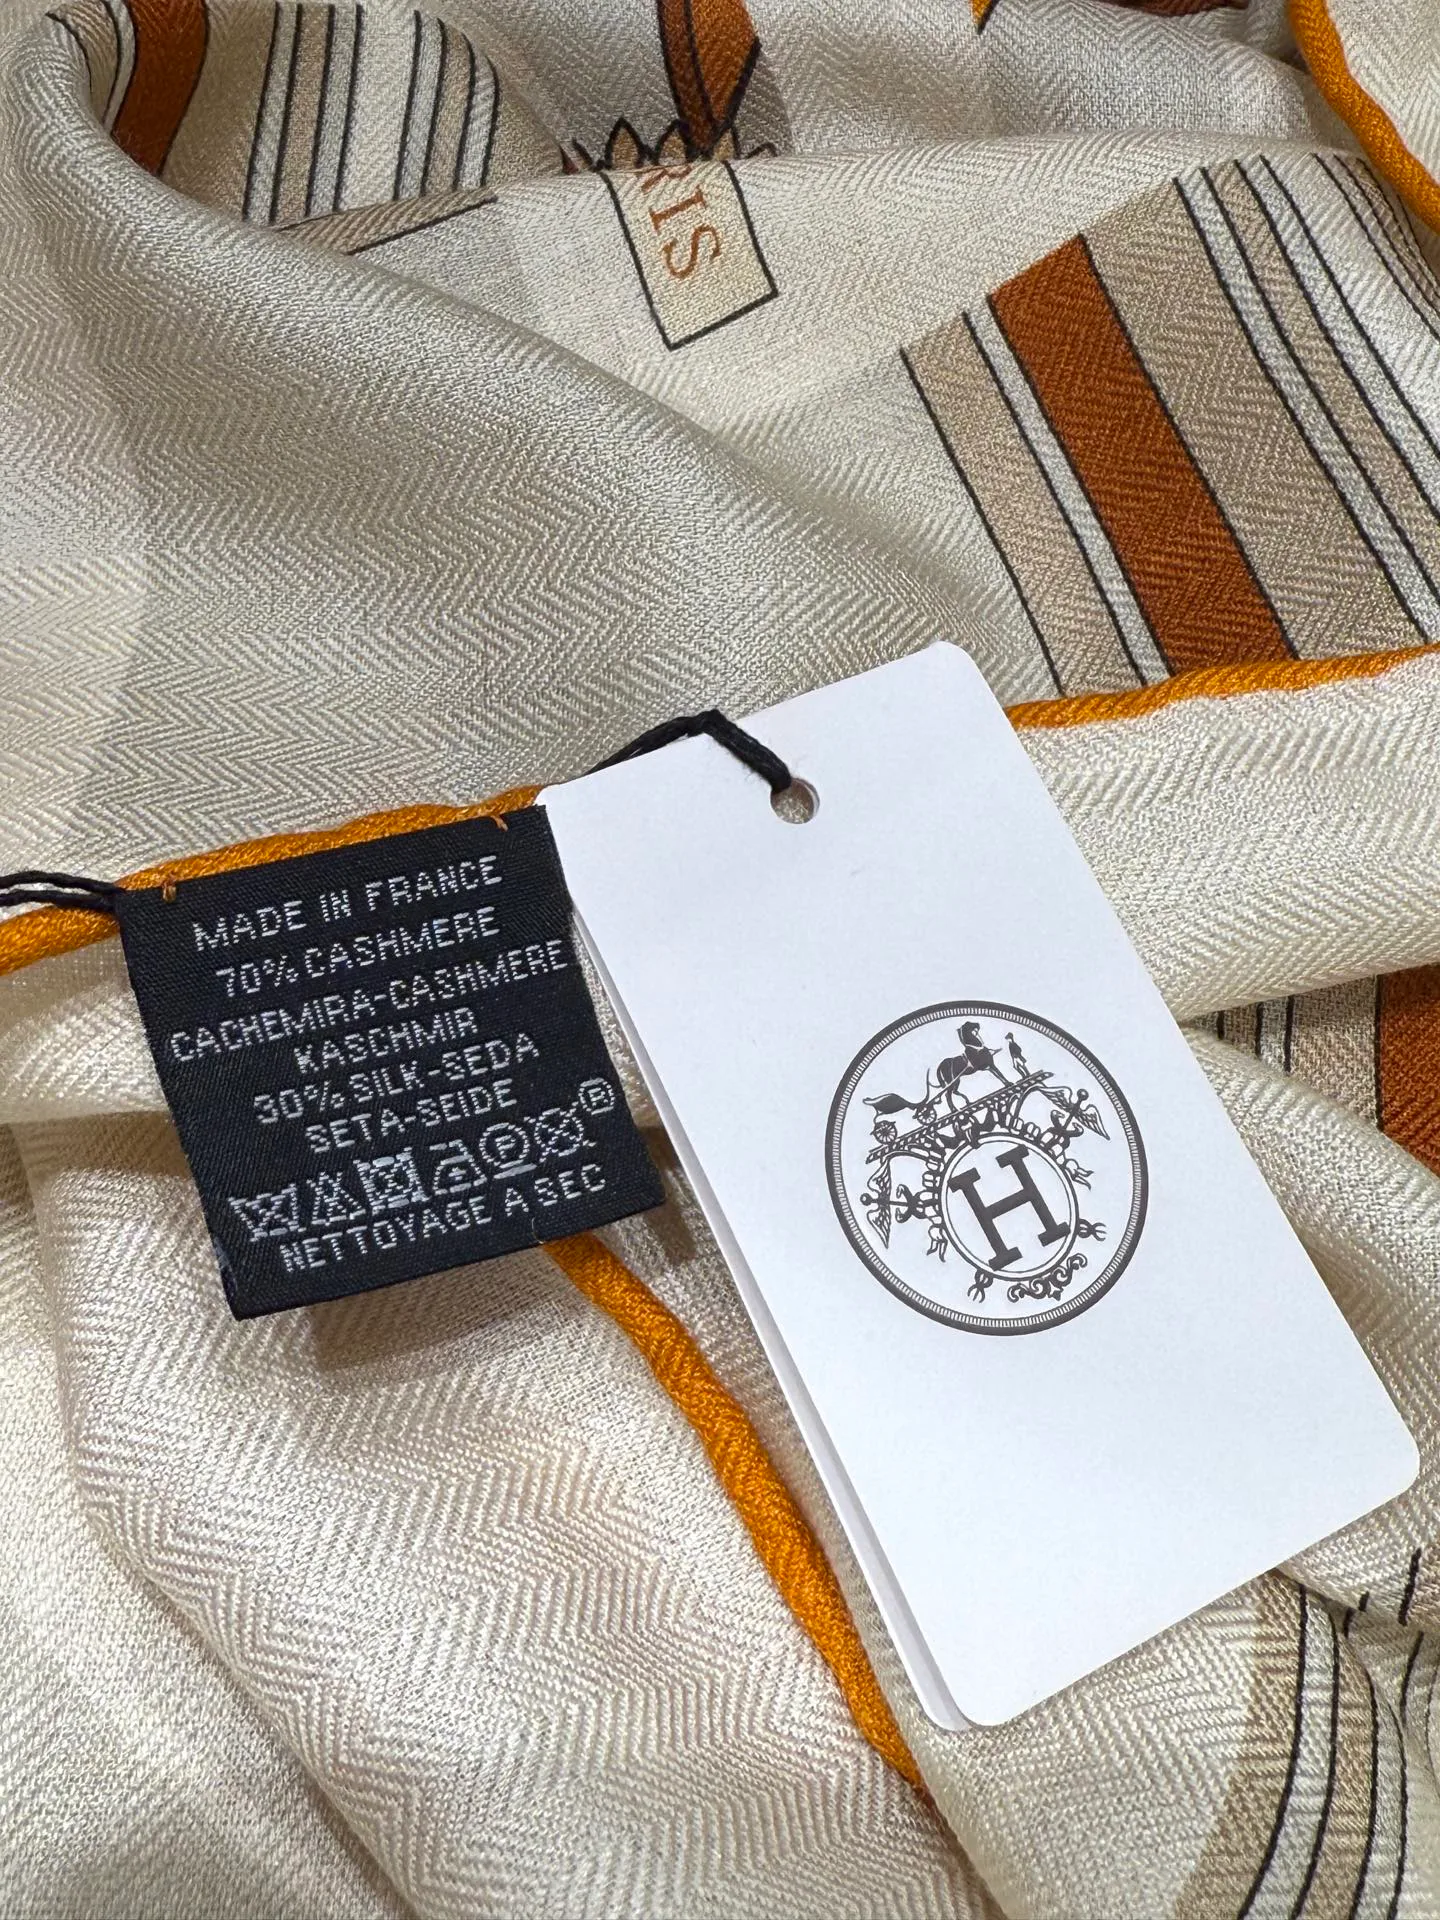 RIS
MADE IN FRANCE
70% CASHMERE
CACHEMIRA-CASHMERE
KASCHMIR
30% SILK-SEDA
SETA-SEIDE
P
®
NETTOYAGE A SEC
H